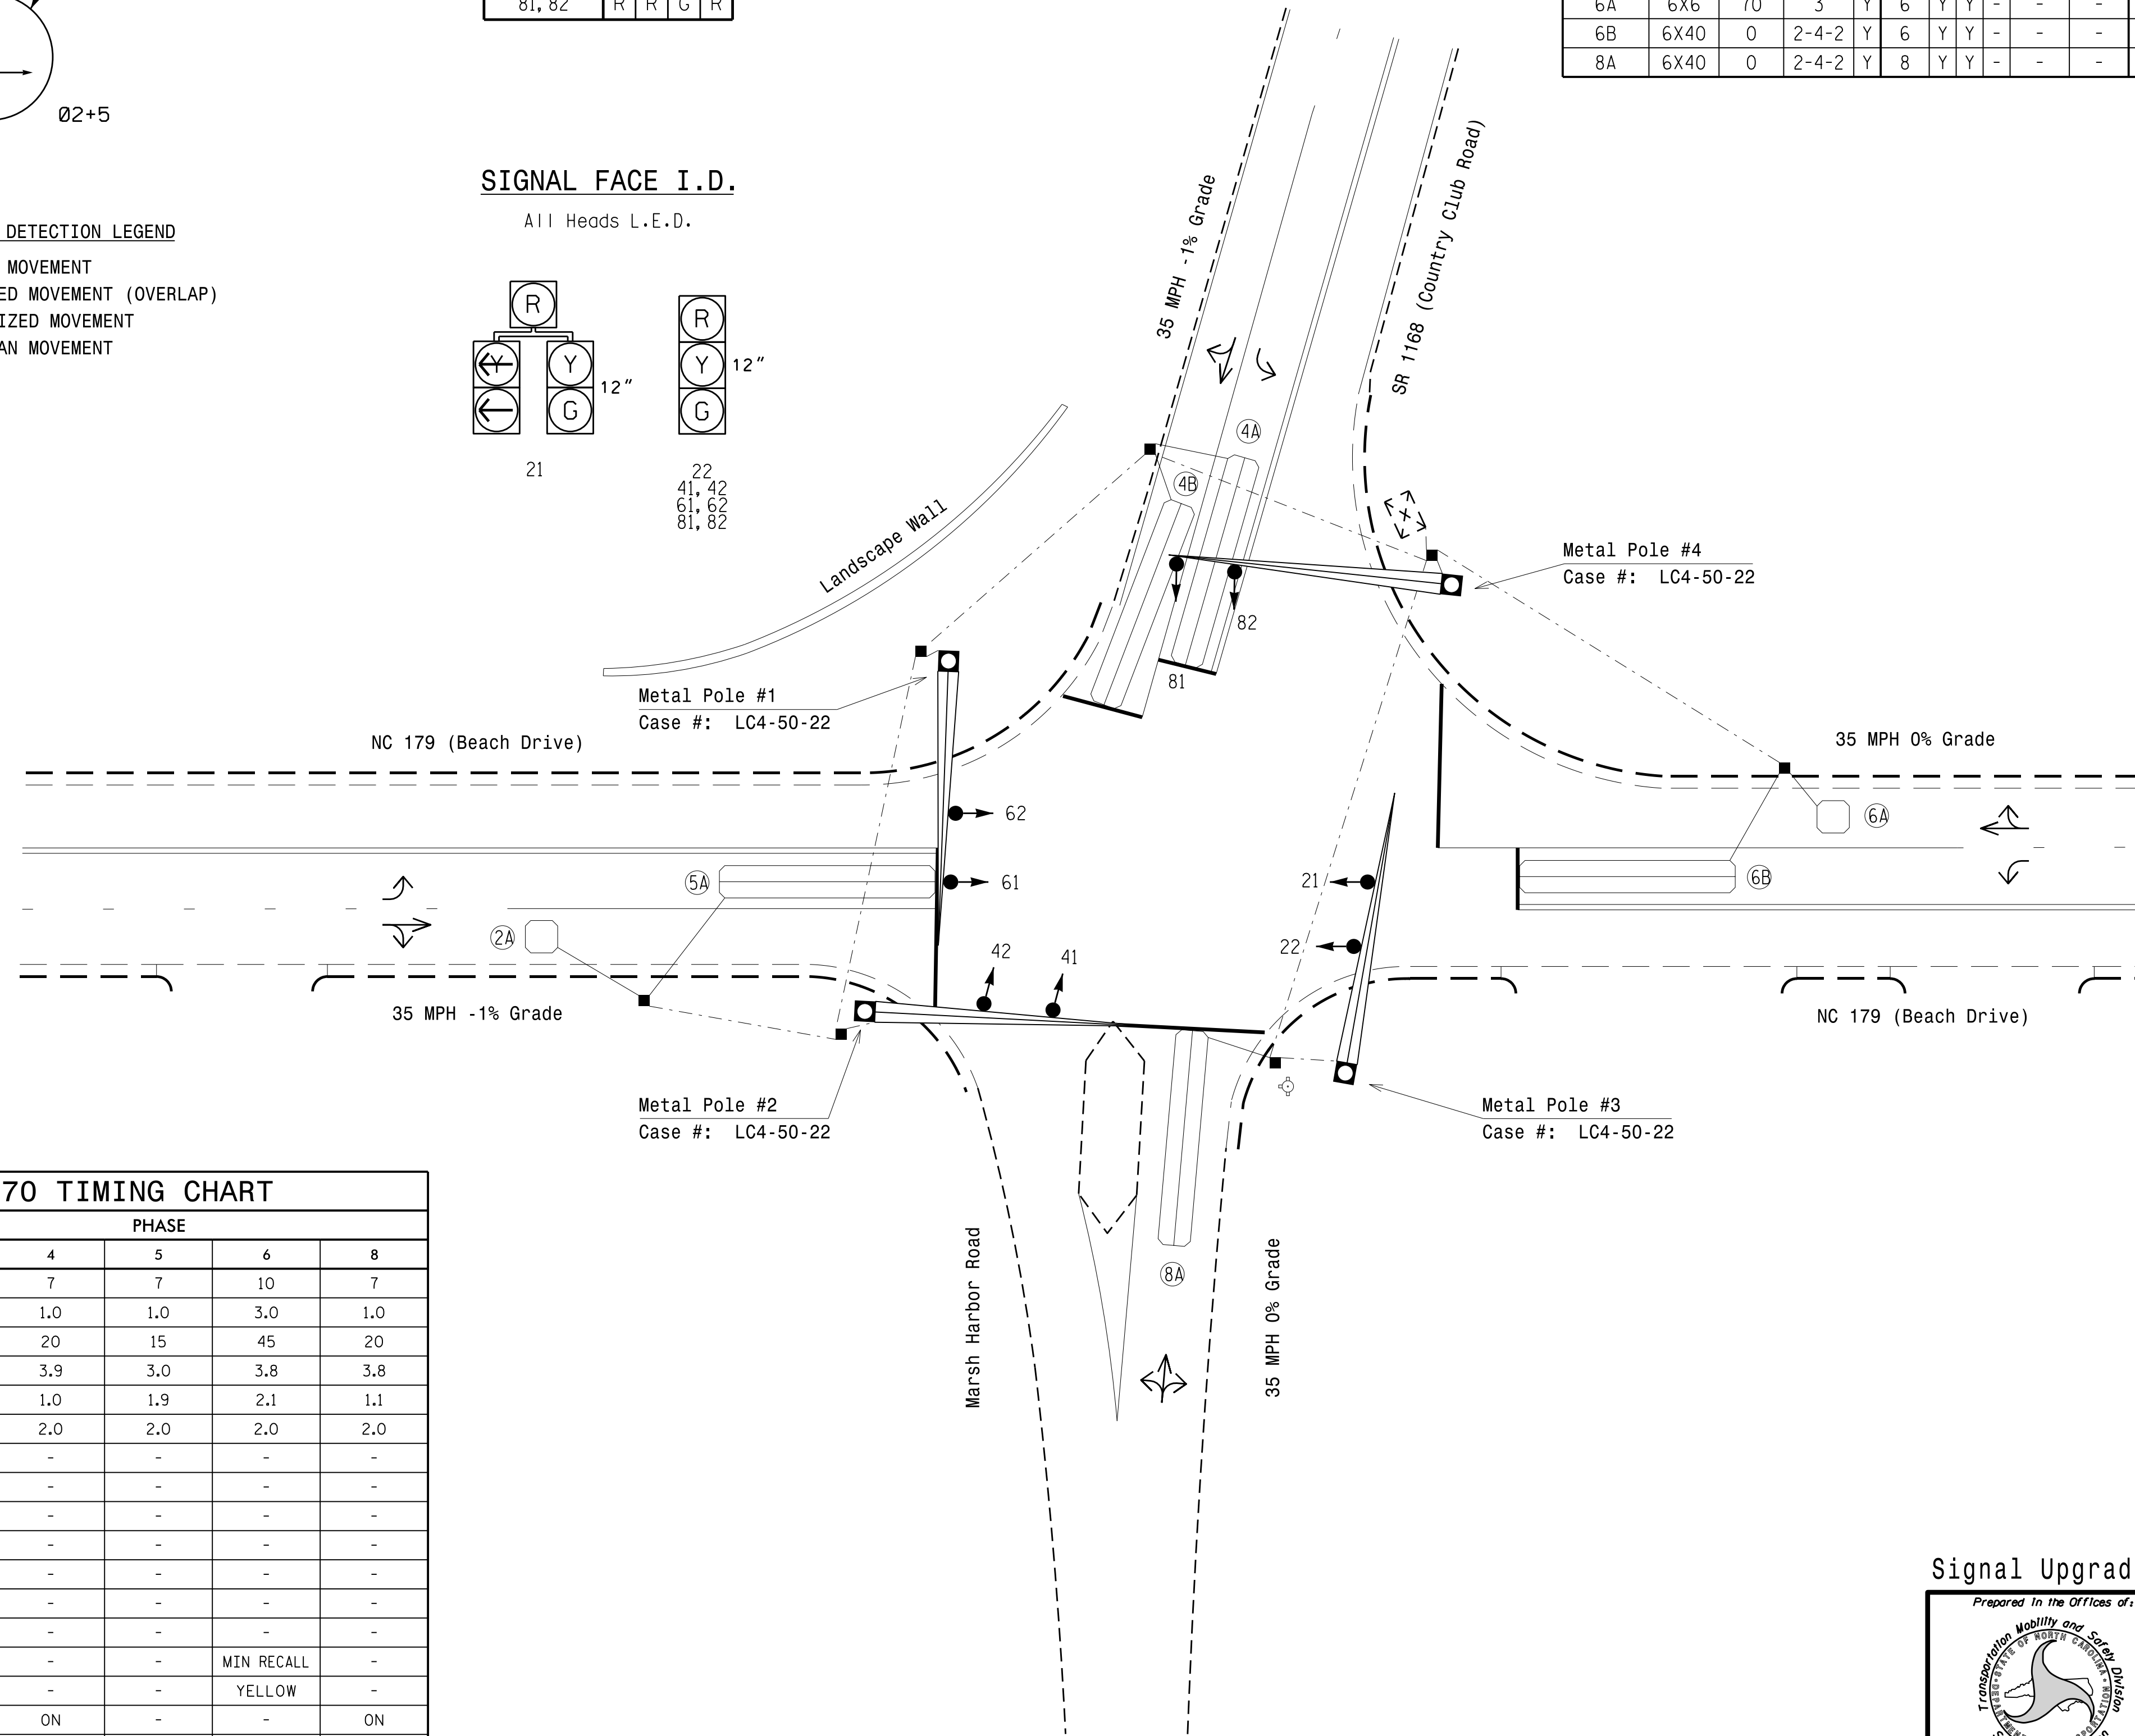 81, 82 R R G R
6A 6X6 70 3 Y 6 Y Y - - -
6B 6X40 0 2-4-2 Y 6 Y Y - - -
8A 6X40 0 2-4-2 Y 8 Y Y - - -
Ø2+5
DETECTION LEGEND
MOVEMENT
ED MOVEMENT (OVERLAP)
IZED MOVEMENT
AN MOVEMENT
SIGNAL FACE I.D.
All Heads L.E.D.
R
Y Y 12"
G
21
R
Y 12"
G
22
41, 42
61, 62
81, 82
35 MPH -1% Grade
SR 1168 (Country Club Road)
4A
4B
Landscape Wall
82
81
Metal Pole #4
Case #: LC4-50-22
Metal Pole #1
Case #: LC4-50-22
NC 179 (Beach Drive)
35 MPH 0% Grade
62
61
5A
2A
6A
6B
21
22
42
41
35 MPH -1% Grade
NC 179 (Beach Drive)
Metal Pole #2
Case #: LC4-50-22
Metal Pole #3
Case #: LC4-50-22
Marsh Harbor Road
8A
35 MPH 0% Grade
70 TIMING CHART
PHASE
4 5 6 8
7 7 10 7
1.0 1.0 3.0 1.0
20 15 45 20
3.9 3.0 3.8 3.8
1.0 1.9 2.1 1.1
2.0 2.0 2.0 2.0
- - - -
- - - -
- - - -
- - - -
- - - -
- - - -
- - - -
- - MIN RECALL -
- - YELLOW -
ON - - ON
Signal Upgrad
Prepared in the Offices of:
Transportation Mobility and Safety Division
STATE OF NORTH CAROLINA